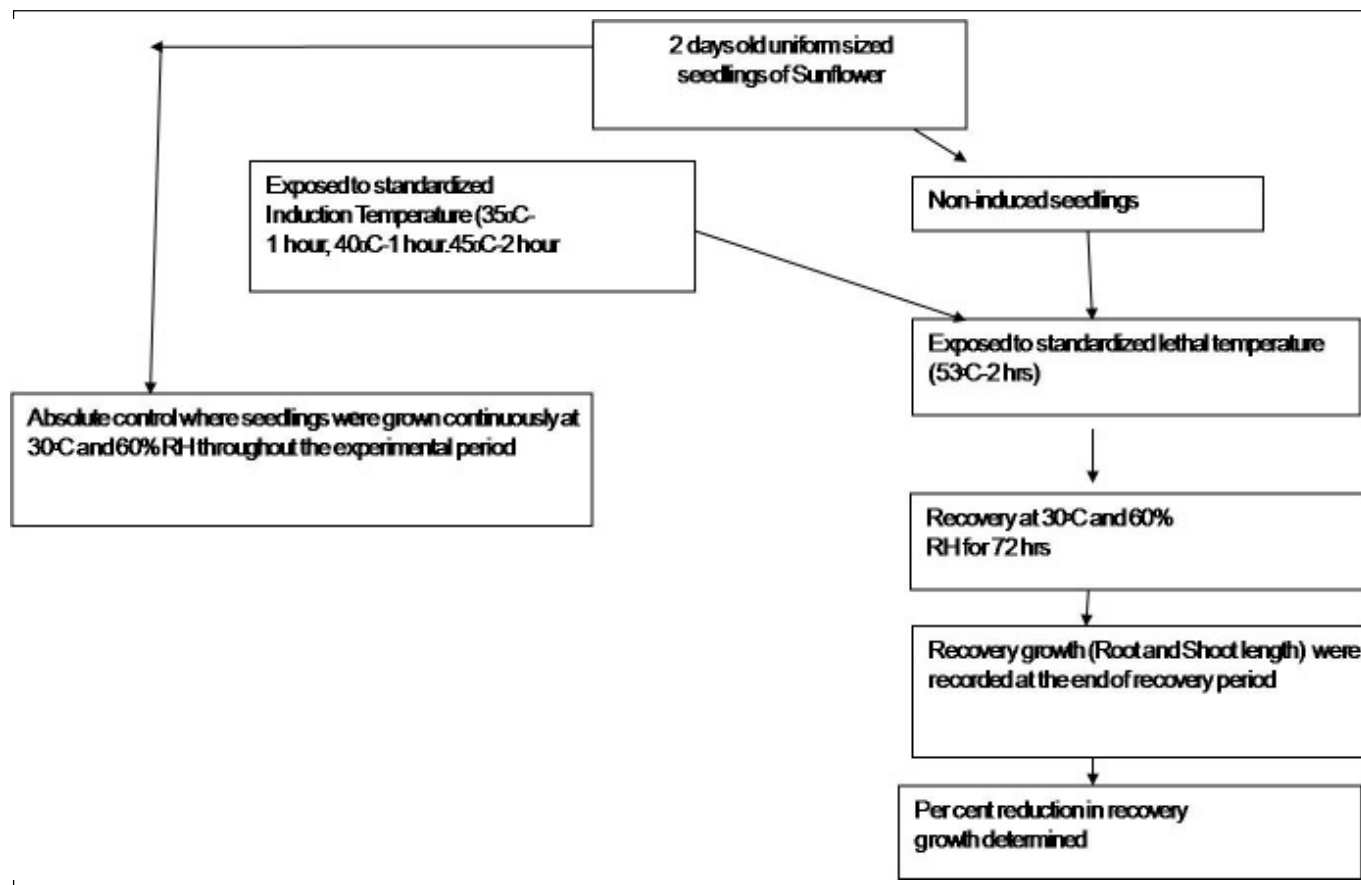 2 days old uniform sized
seedlings of Sunflower
Exposed to standardized
Induction Temperature (35oC-
1 hour, 40oC-1 hour.45oC-2 hour
Non-induced seedlings
Exposed to standardized lethal temperature
(53oC-2 hrs)
Absolute control where seedlings were grown continuously at
30oC and 60% RH throughout the experimental period
Recovery at 30oC and 60%
RH for 72 hrs
Recovery growth (Root and Shoot length) were
recorded at the end of recovery period
Per cent reduction in recovery
growth determined